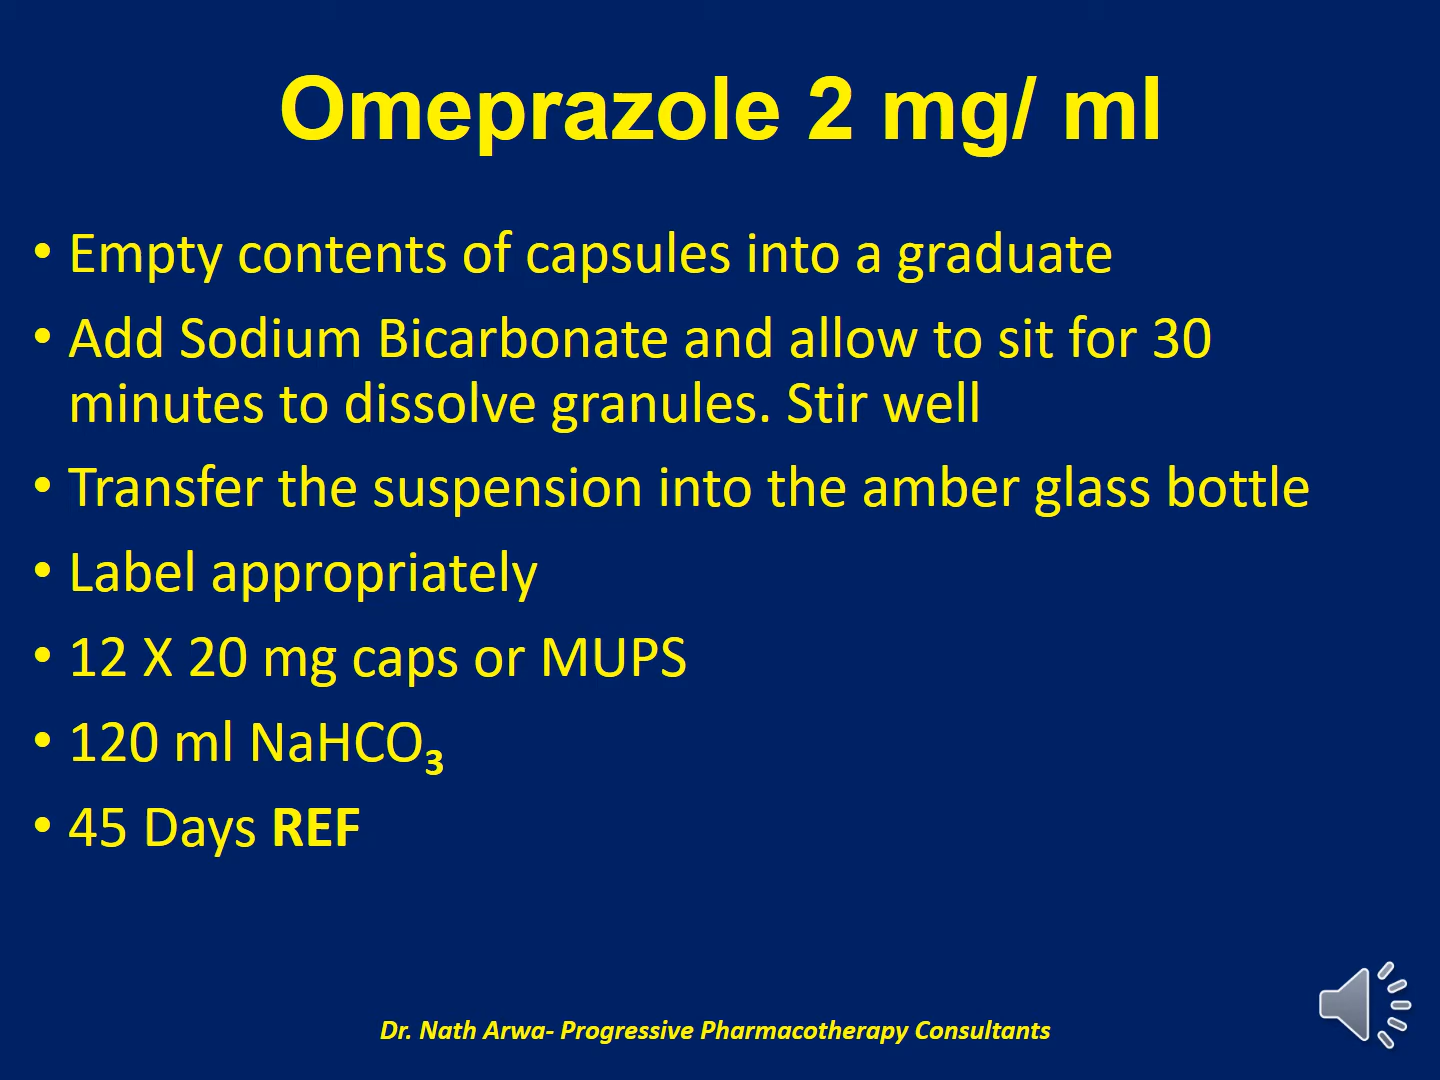 Omeprazole 2 mg/ ml
• Empty contents of capsules into a graduate
• Add Sodium Bicarbonate and allow to sit for 30
minutes to dissolve granules. Stir well
• Transfer the suspension into the amber glass bottle
• Label appropriately
• 12 X 20 mg caps or MUPS
• 120 ml NaHCO₃
• 45 Days REF
Dr. Nath Arwa- Progressive Pharmacotherapy Consultants